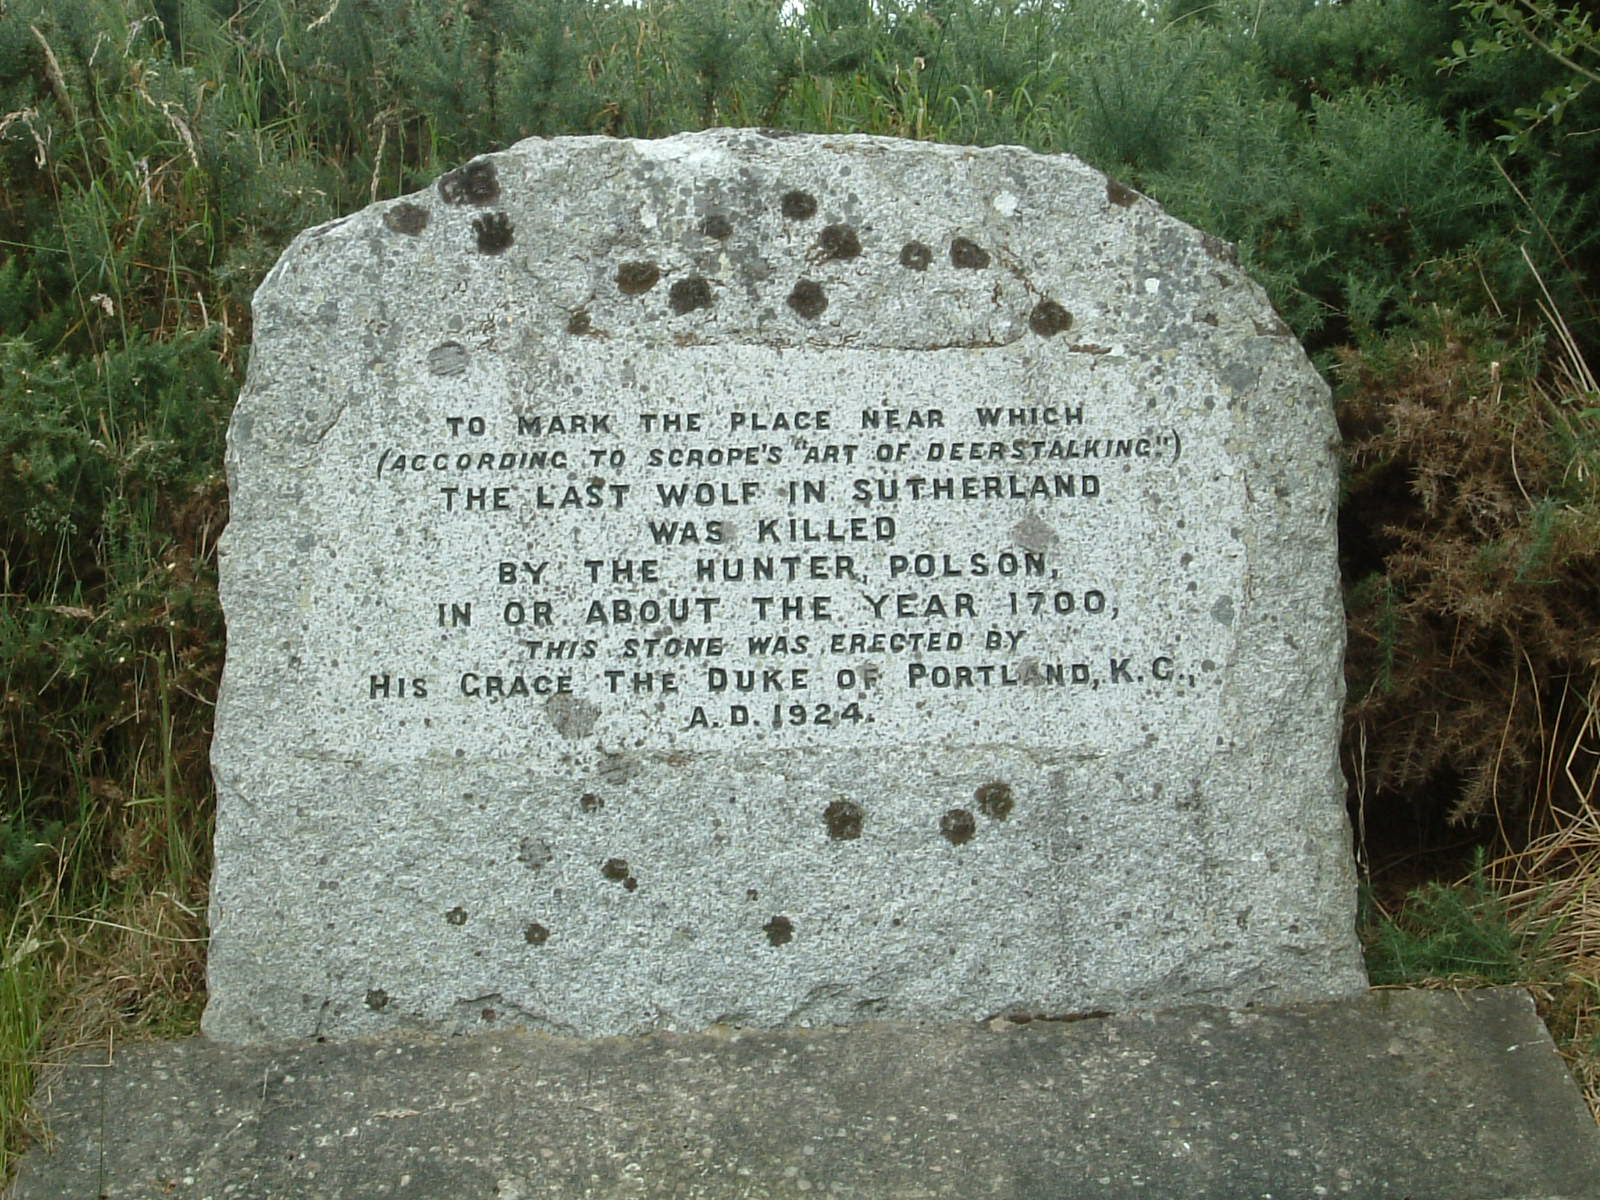 TO MARK THE PLACE NEAR WHICH
(ACCORDING TO SCROPE'S "ART OF DEERSTALKING.")
THE LAST WOLF IN SUTHERLAND
WAS KILLED
BY THE HUNTER, POLSON,
IN OR ABOUT THE YEAR 1700,
THIS STONE WAS ERECTED BY
HIS GRACE THE DUKE OF PORTLAND, K.G.,
A.D. 1924.